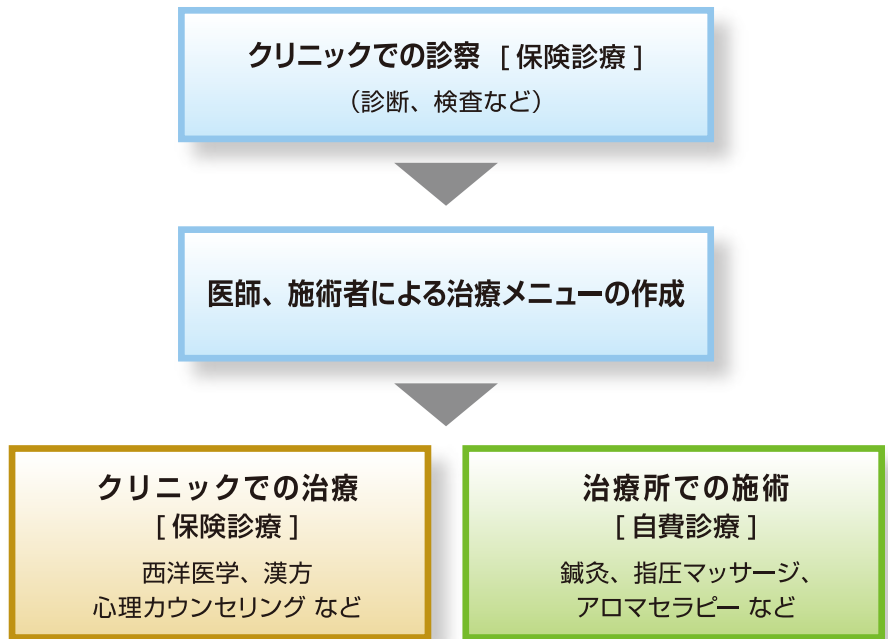 クリニックでの診察 [ 保険診療 ]
（診断、検査など）
医師、施術者による治療メニューの作成
クリニックでの治療
[ 保険診療 ]
西洋医学、漢方
心理カウンセリング など
治療所での施術
[ 自費診療 ]
鍼灸、指圧マッサージ、
アロマセラピー など